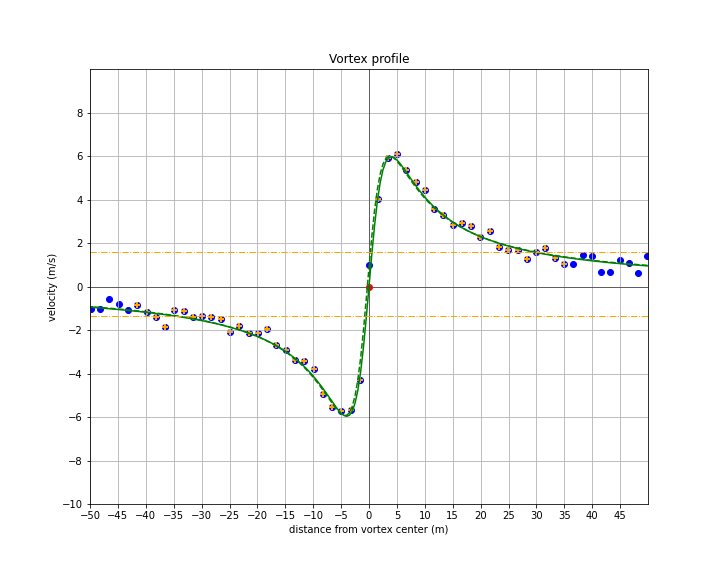 Vortex profile
velocity (m/s)
8
6
4
2
0
−2
−4
−6
−8
−10
−50 −45 −40 −35 −30 −25 −20 −15 −10 −5 0 5 10 15 20 25 30 35 40 45
distance from vortex center (m)